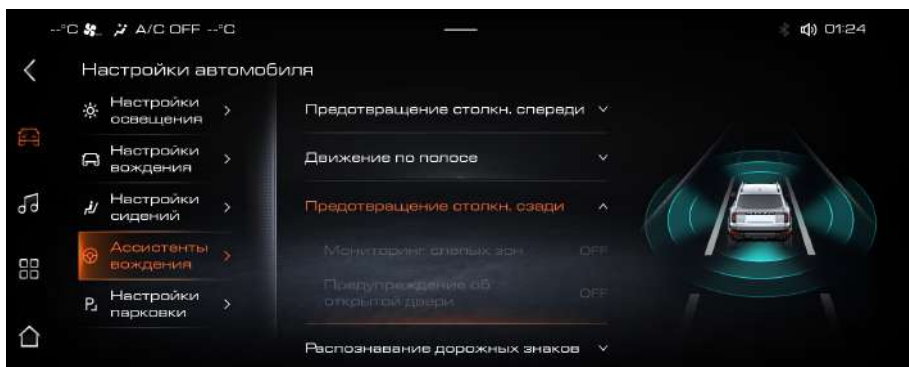 --°C A/C OFF --°C
01:24
Настройки автомобиля
Настройки
освещения
Настройки
вождения
Настройки
сидений
Ассистенты
вождения
Настройки
парковки
Предотвращение столкн. спереди
Движение по полосе
Предотвращение столкн. сзади
Мониторинг слепых зон OFF
Предупреждение об
открытой двери OFF
Распознавание дорожных знаков